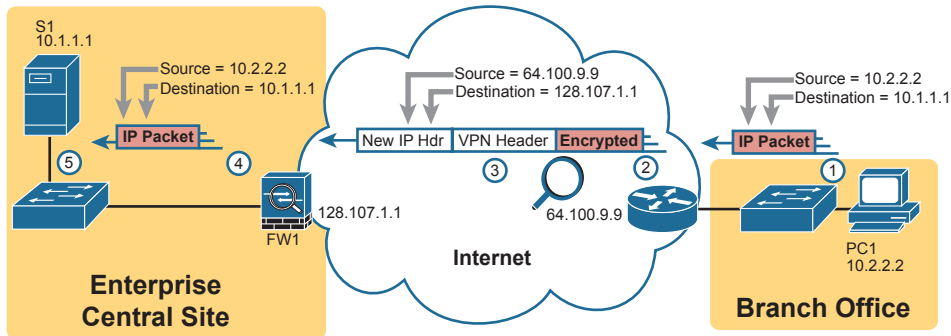 S1
10.1.1.1
Source = 10.2.2.2
Destination = 10.1.1.1
IP Packet
4
5
FW1
128.107.1.1
Enterprise
Central Site
Source = 64.100.9.9
Destination = 128.107.1.1
New IP Hdr
VPN Header
Encrypted
3
2
64.100.9.9
Internet
Source = 10.2.2.2
Destination = 10.1.1.1
IP Packet
1
PC1
10.2.2.2
Branch Office